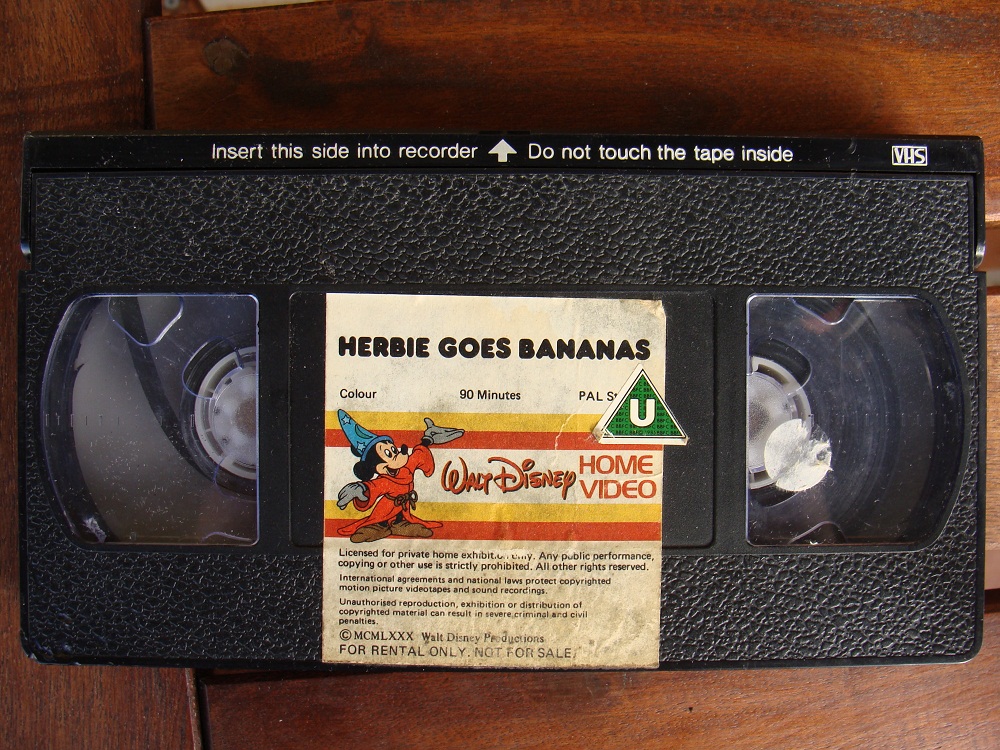 Insert this side into recorder Do not touch the tape inside VHS
HERBIE GOES BANANAS
Colour 90 Minutes PAL
U
WALT DISNEY HOME VIDEO
Licensed for private home exhibition only. Any public performance,
copying or other use is strictly prohibited. All other rights reserved.
International agreements and national laws protect copyrighted
motion picture videotapes and sound recordings.
Unauthorised reproduction, exhibition or distribution of
copyrighted material can result in severe criminal and civil
penalties.
© MCMLXXX Walt Disney Productions
FOR RENTAL ONLY. NOT FOR SALE.